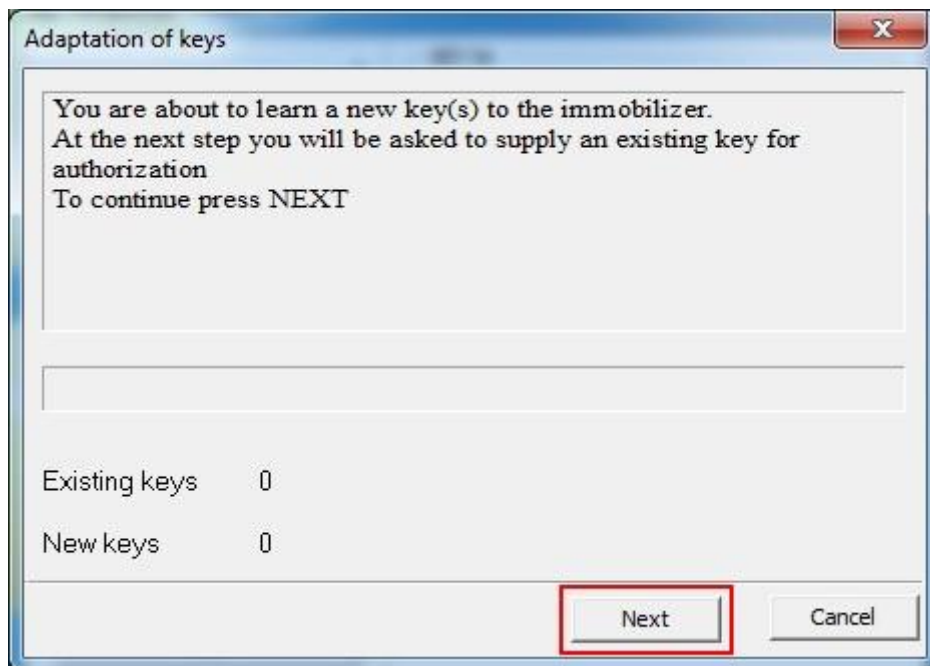 Adaptation of keys
You are about to learn a new key(s) to the immobilizer.
At the next step you will be asked to supply an existing key for
authorization
To continue press NEXT
Existing keys 0
New keys 0
Next Cancel